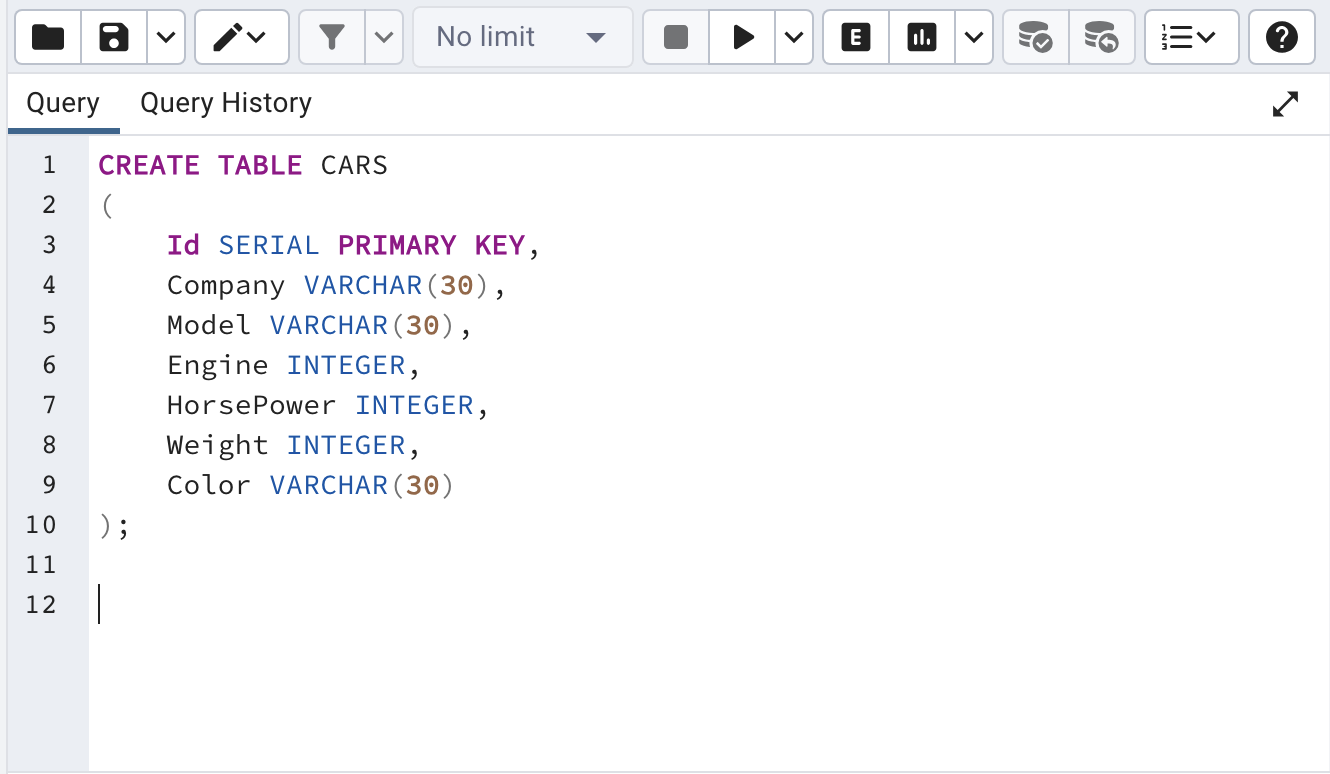 No limit
E
Query Query History
1 CREATE TABLE CARS
2 (
3     Id SERIAL PRIMARY KEY,
4     Company VARCHAR(30),
5     Model VARCHAR(30),
6     Engine INTEGER,
7     HorsePower INTEGER,
8     Weight INTEGER,
9     Color VARCHAR(30)
10 );
11
12